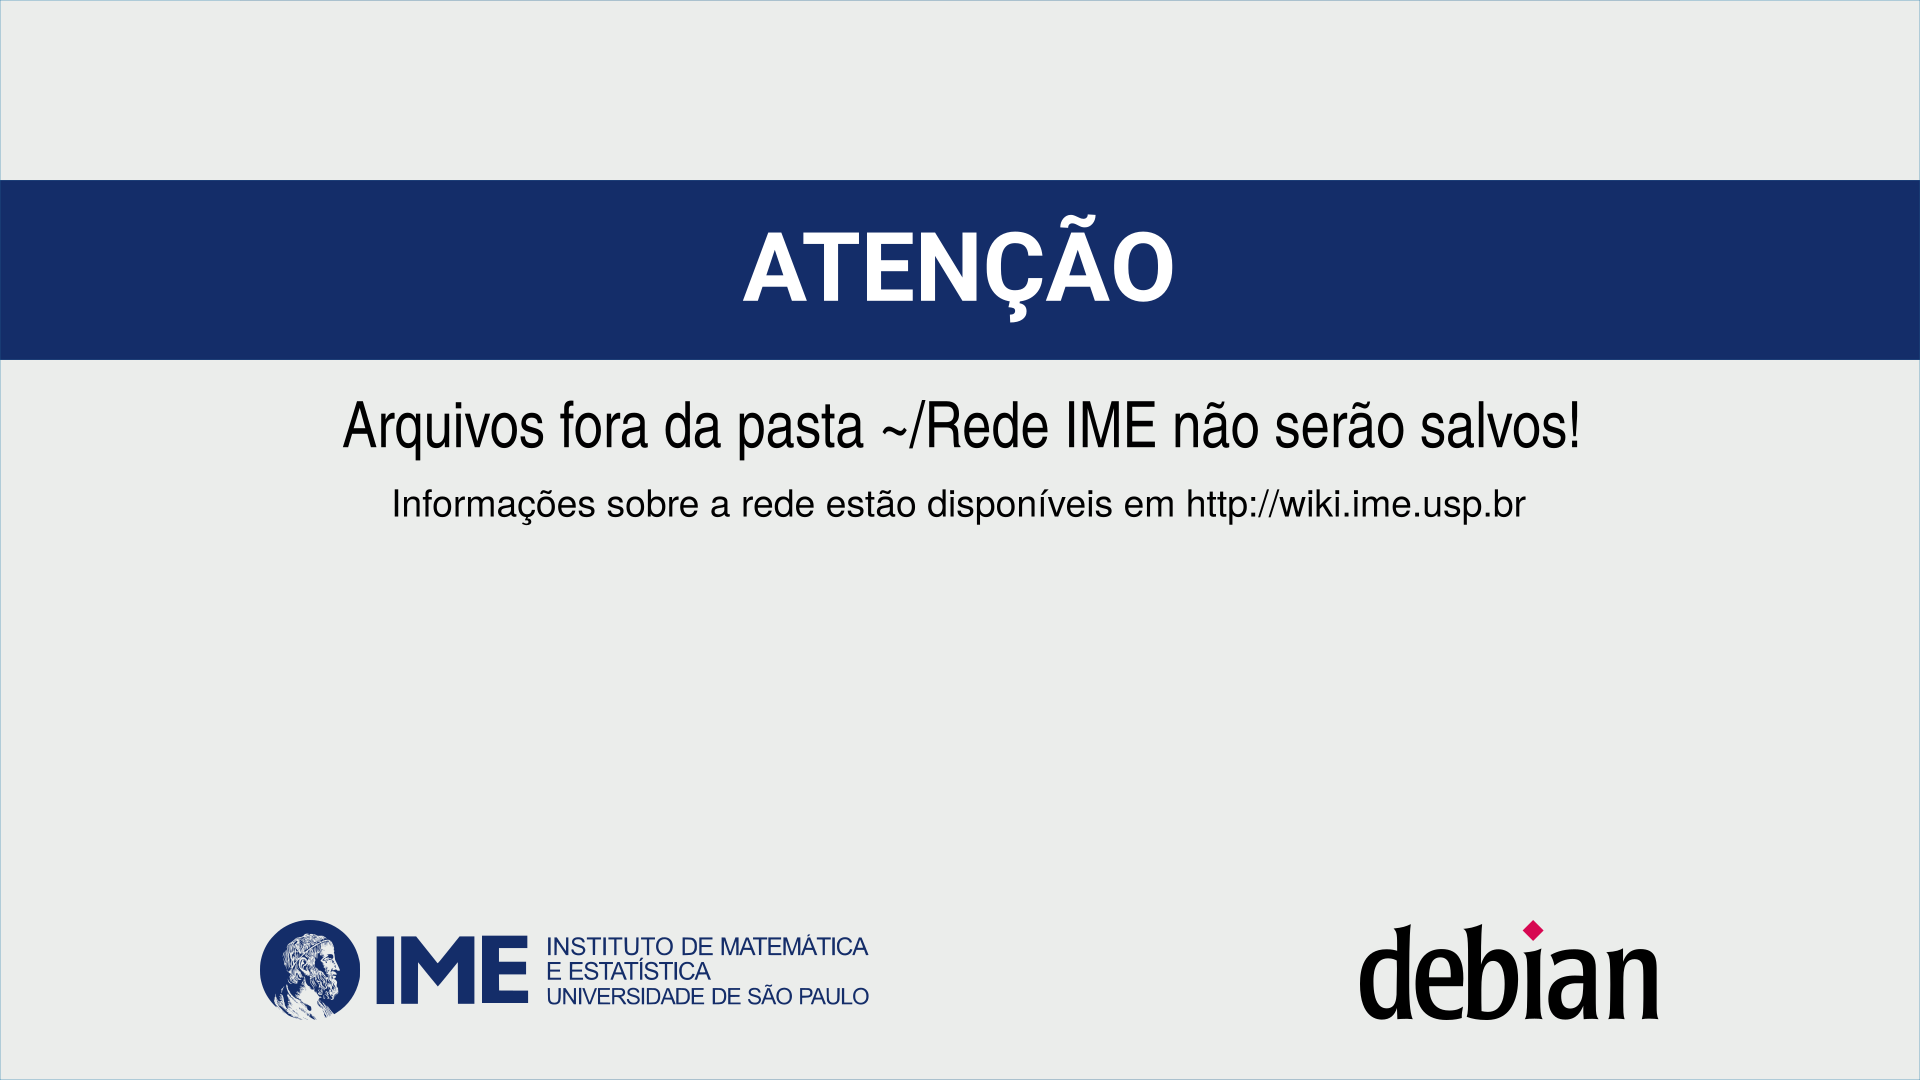 ATENÇÃO
Arquivos fora da pasta ~/Rede IME não serão salvos!
Informações sobre a rede estão disponíveis em http://wiki.ime.usp.br
IME
INSTITUTO DE MATEMÁTICA
E ESTATÍSTICA
UNIVERSIDADE DE SÃO PAULO
debian